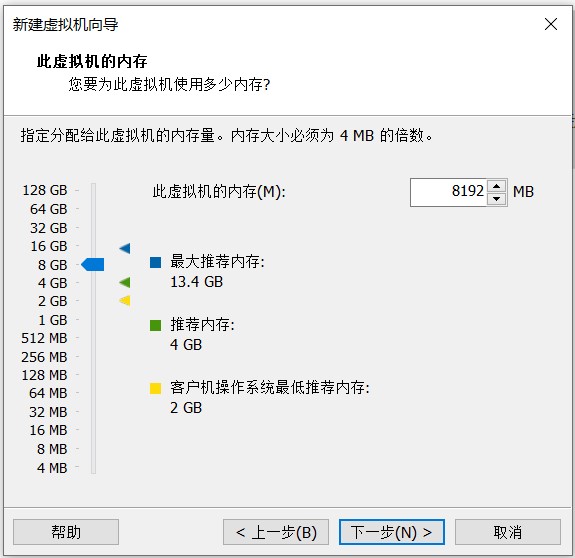 新建虚拟机向导
此虚拟机的内存
您要为此虚拟机使用多少内存?
指定分配给此虚拟机的内存量。内存大小必须为 4 MB 的倍数。
此虚拟机的内存(M):
8192 MB
128 GB
64 GB
32 GB
16 GB
8 GB
4 GB
2 GB
1 GB
512 MB
256 MB
128 MB
64 MB
32 MB
16 MB
8 MB
4 MB
最大推荐内存:
13.4 GB
推荐内存:
4 GB
客户机操作系统最低推荐内存:
2 GB
帮助
< 上一步(B)
下一步(N) >
取消